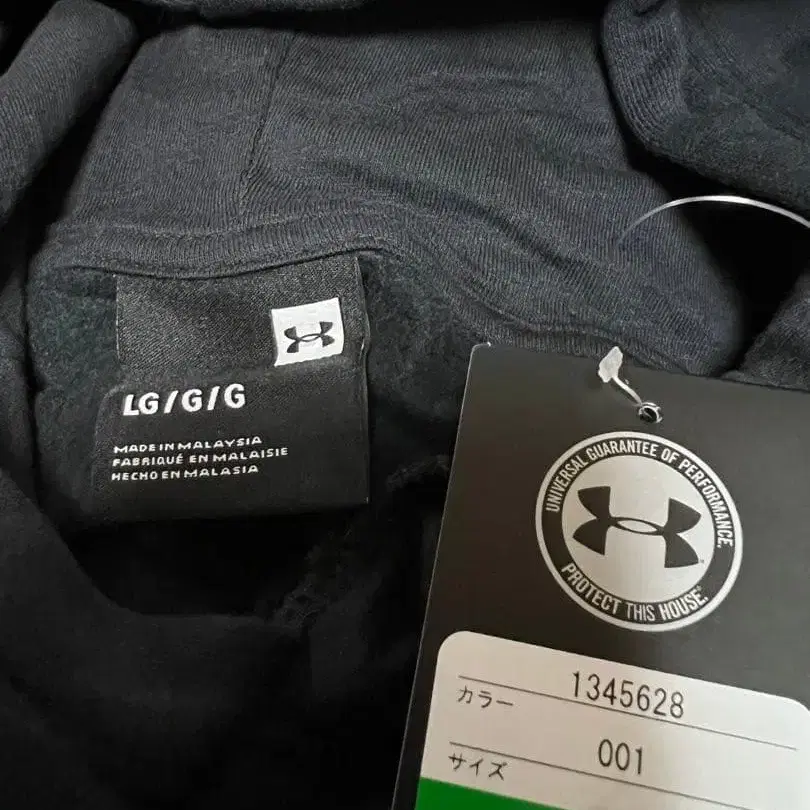 LG/G/G
MADE IN MALAYSIA
FABRIQUÉ EN MALAISIE
HECHO EN MALASIA
UNIVERSAL GUARANTEE OF PERFORMANCE.
PROTECT THIS HOUSE.®
1345628
カラー
001
サイズ